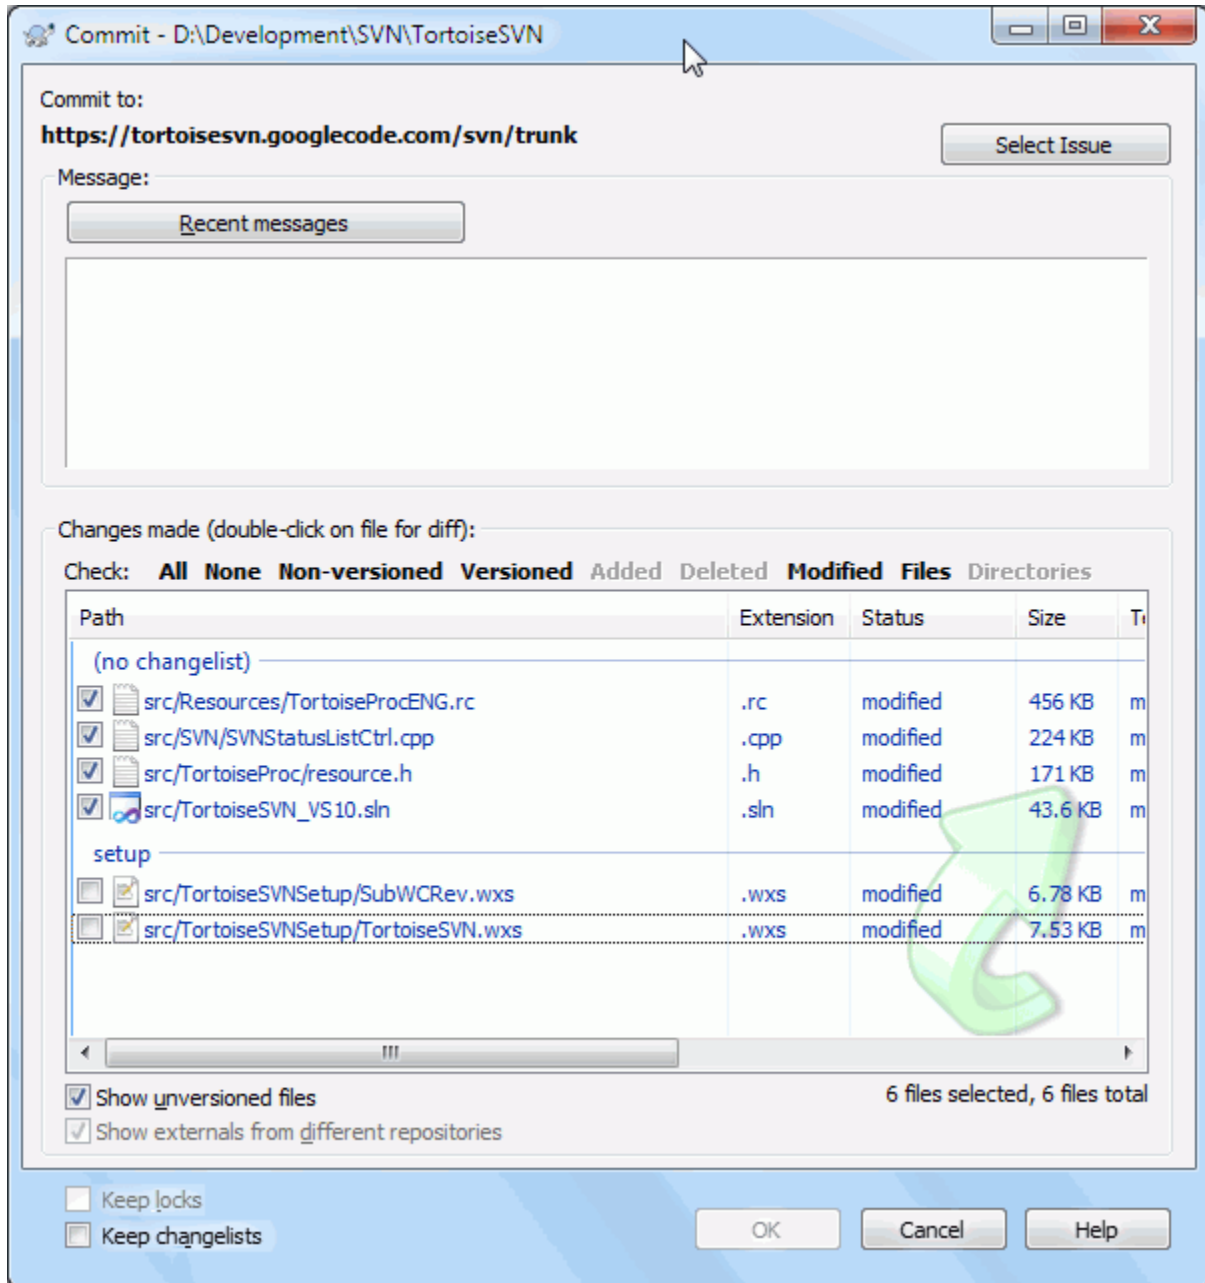 Commit - D:\Development\SVN\TortoiseSVN
Commit to:
https://tortoisesvn.googlecode.com/svn/trunk
Select Issue
Message:
Recent messages
Changes made (double-click on file for diff):
Check: All None Non-versioned Versioned Added Deleted Modified Files Directories
Path Extension Status Size
(no changelist)
src/Resources/TortoiseProcENG.rc .rc modified 456 KB m
src/SVN/SVNStatusListCtrl.cpp .cpp modified 224 KB m
src/TortoiseProc/resource.h .h modified 171 KB m
src/TortoiseSVN_VS10.sln .sln modified 43.6 KB m
setup
src/TortoiseSVNSetup/SubWCRev.wxs .wxs modified 6.78 KB m
src/TortoiseSVNSetup/TortoiseSVN.wxs .wxs modified 7.53 KB m
Show unversioned files
6 files selected, 6 files total
Show externals from different repositories
Keep locks
Keep changelists
OK Cancel Help